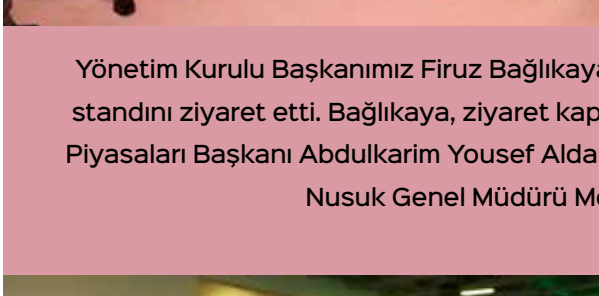 Yönetim Kurulu Başkanımız Firuz Bağlıkaya
standını ziyaret etti. Bağlıkaya, ziyaret kap
Piyasaları Başkanı Abdulkarim Yousef Alda
Nusuk Genel Müdürü